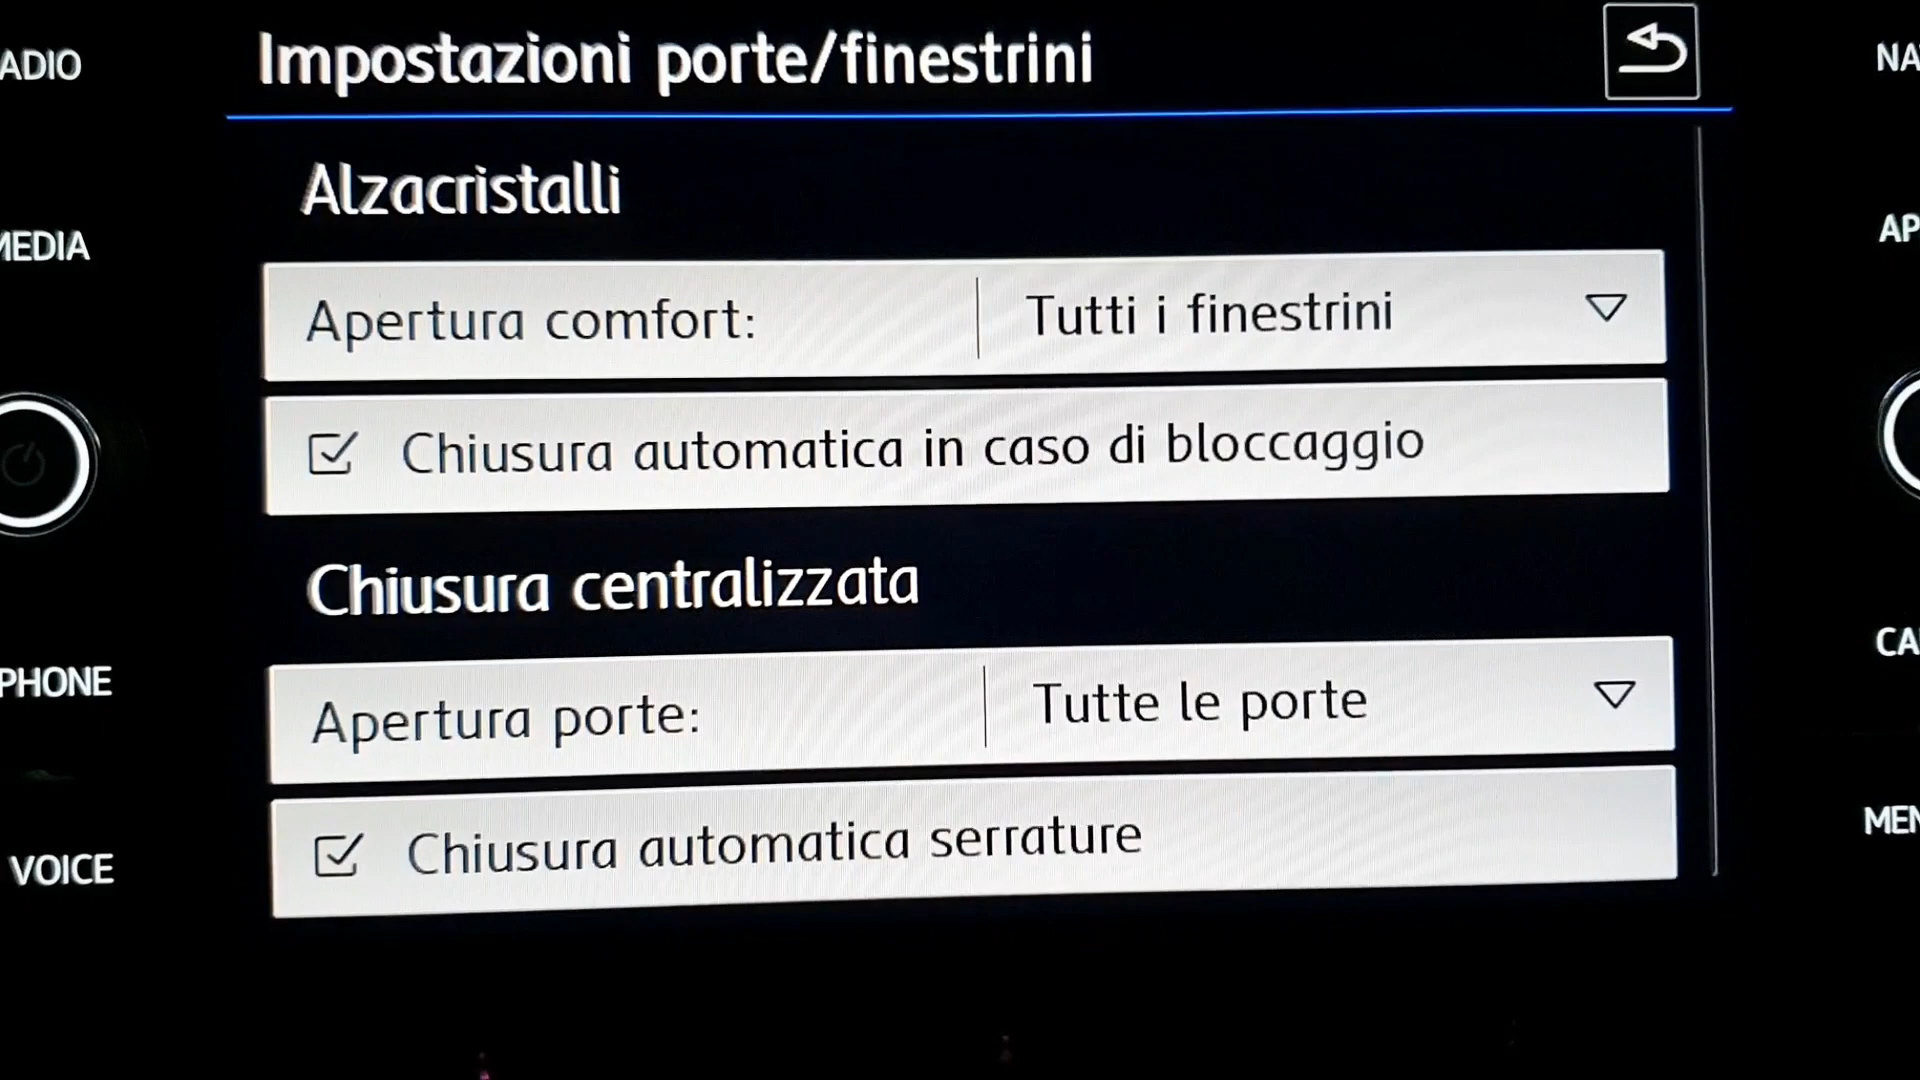 Impostazioni porte/finestrini
ADIO
NA
Alzacristalli
MEDIA
AP
Apertura comfort: Tutti i finestrini
Chiusura automatica in caso di bloccaggio
Chiusura centralizzata
PHONE
CA
Apertura porte: Tutte le porte
MEN
VOICE
Chiusura automatica serrature